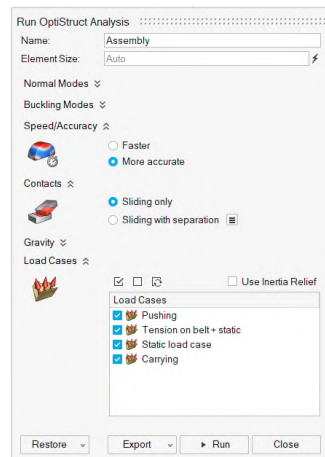 Run OptiStruct Analysis
Name: Assembly
Element Size: Auto
Normal Modes
Buckling Modes
Speed/Accuracy
Faster
More accurate
Contacts
Sliding only
Sliding with separation
Gravity
Load Cases
Use Inertia Relief
Load Cases
Pushing
Tension on belt + static
Static load case
Carrying
Restore Export Run Close